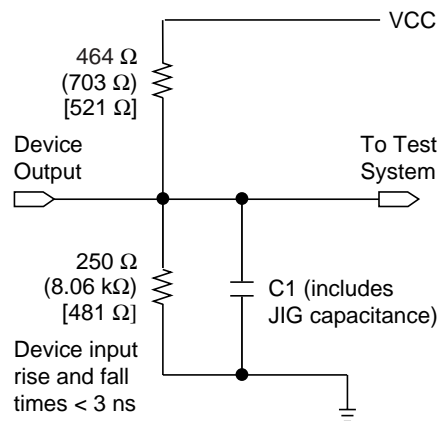 VCC
464 Ω
(703 Ω)
[521 Ω]
Device
Output
To Test
System
250 Ω
(8.06 kΩ)
[481 Ω]
C1 (includes
JIG capacitance)
Device input
rise and fall
times < 3 ns